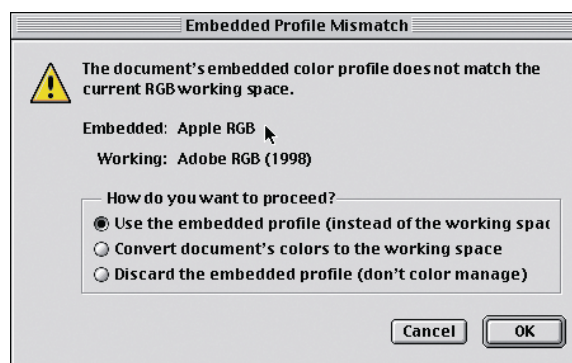 Embedded Profile Mismatch
The document's embedded color profile does not match the
current RGB working space.
Embedded: Apple RGB
Working: Adobe RGB (1998)
How do you want to proceed?
Use the embedded profile (instead of the working spac
Convert document's colors to the working space
Discard the embedded profile (don't color manage)
Cancel OK